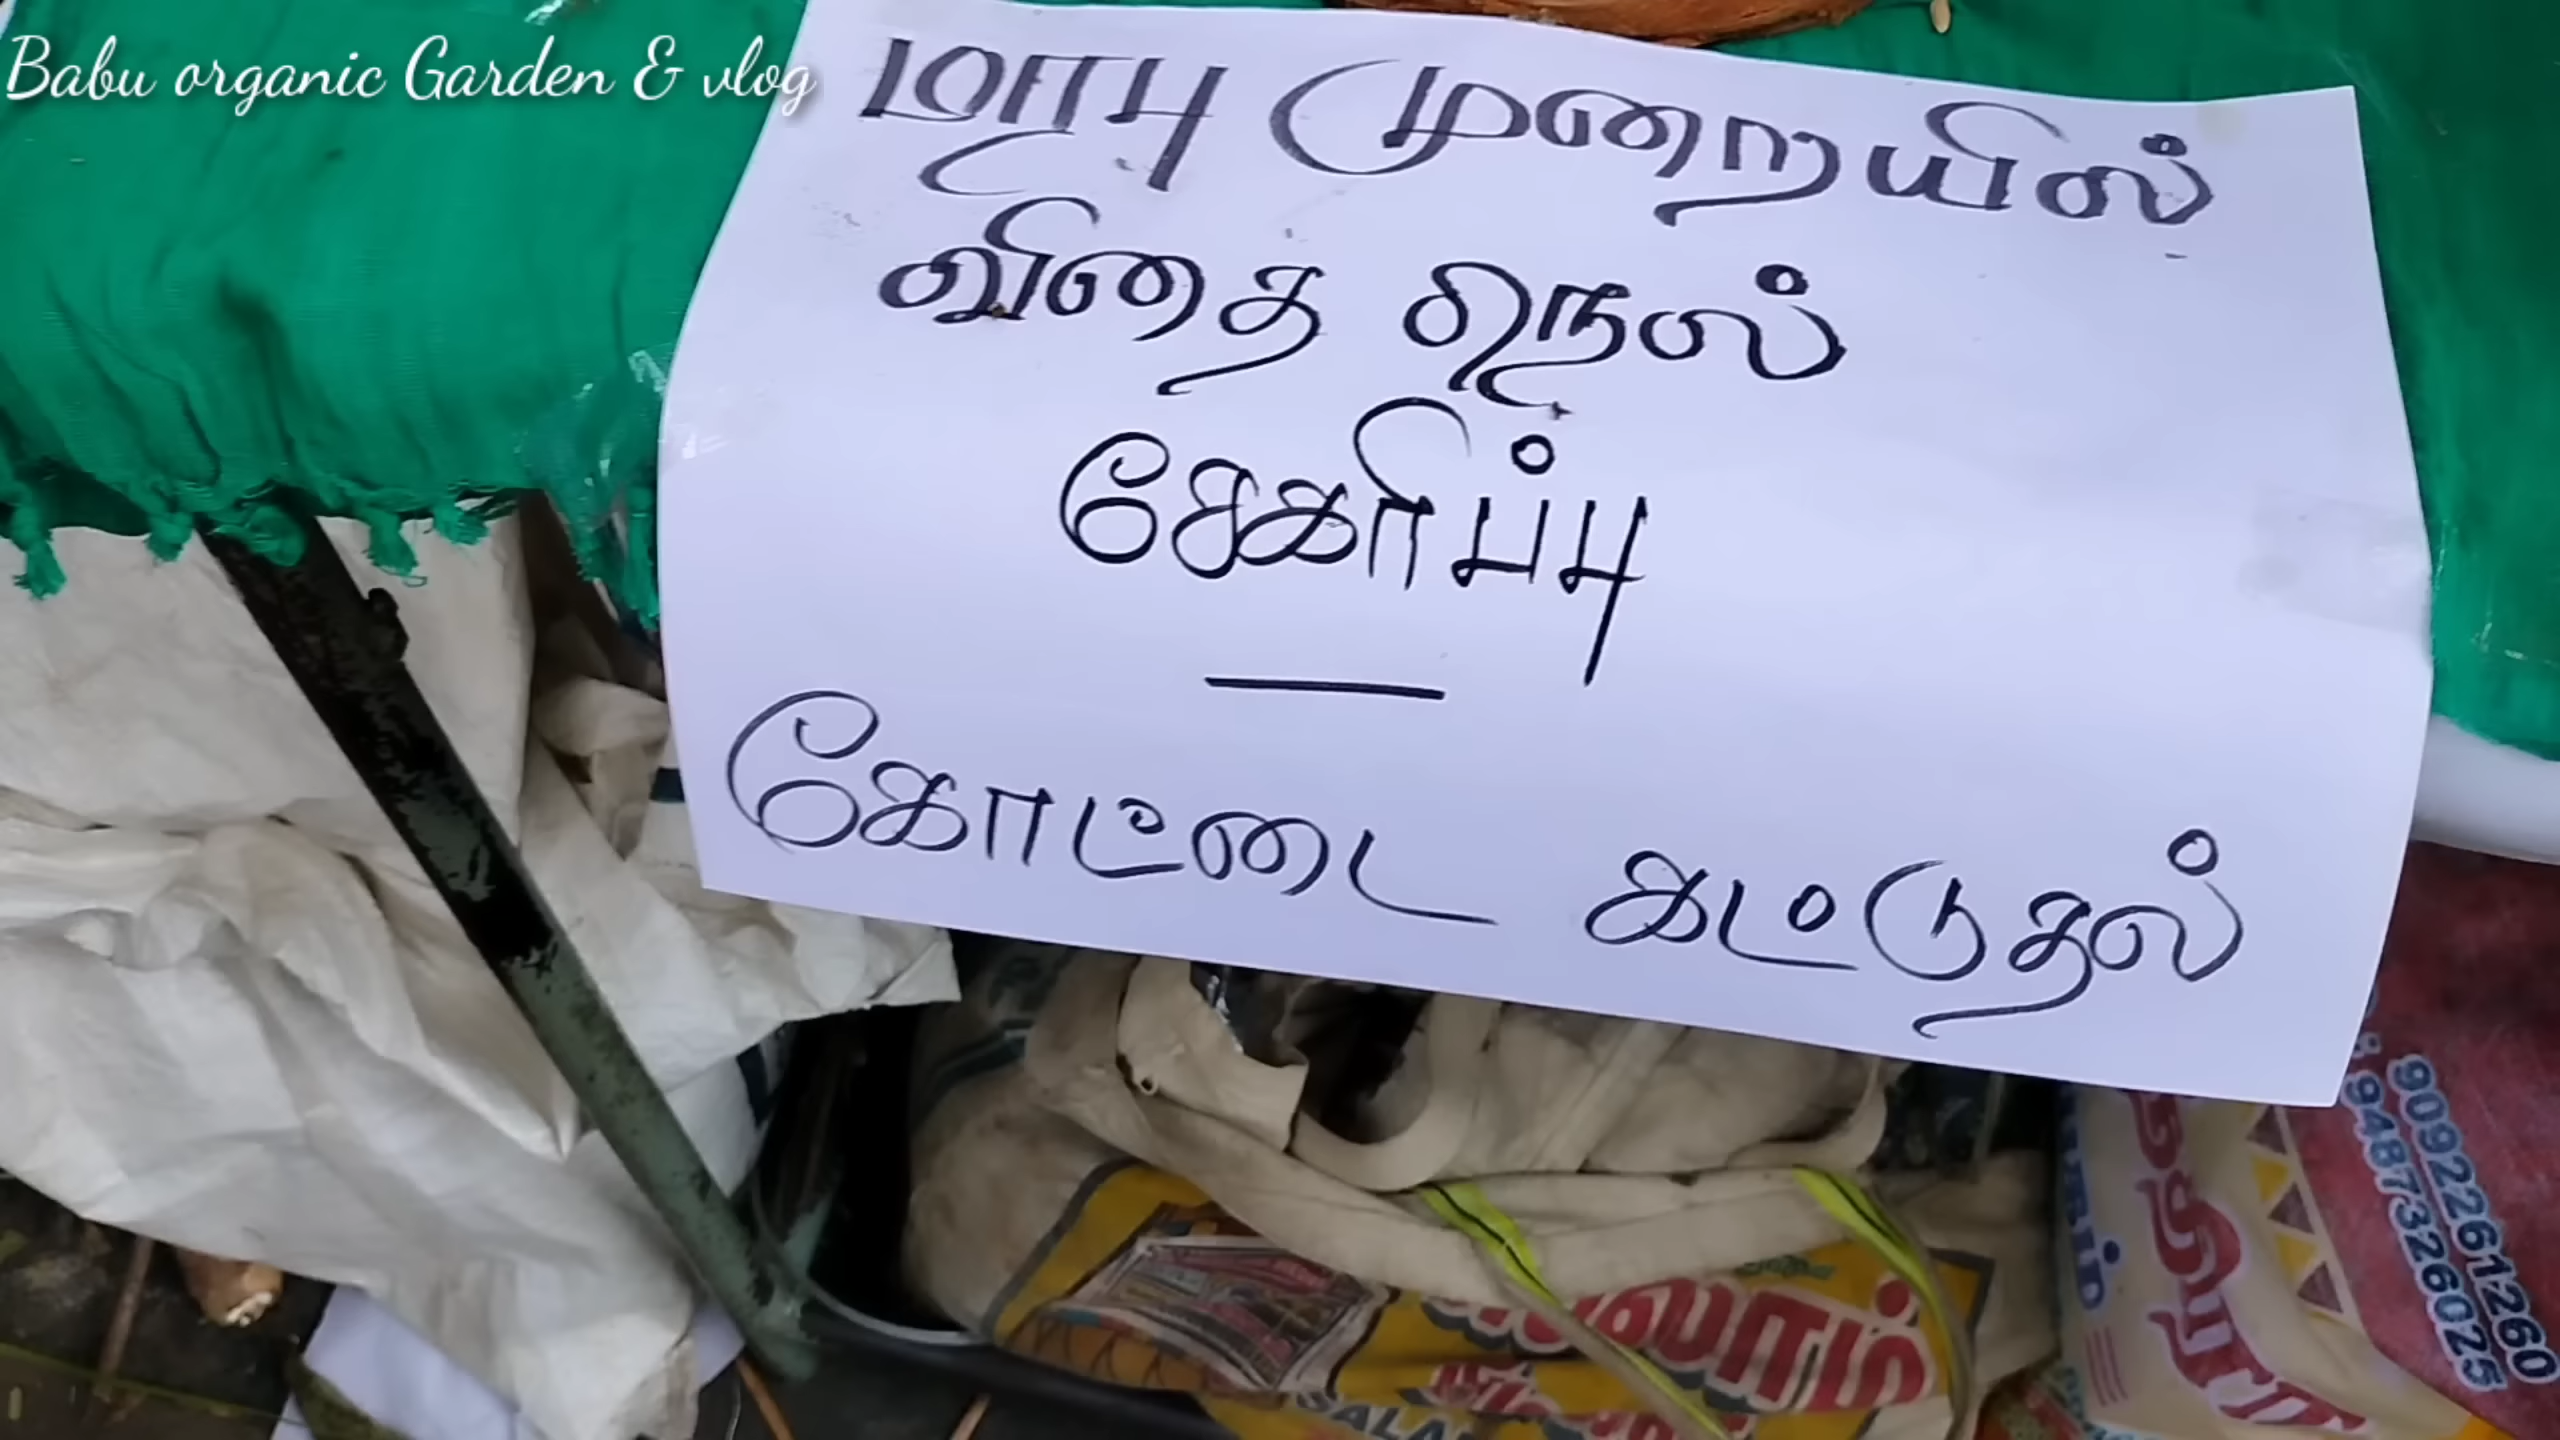 Babu organic Garden & vlog
மரபு முறையில்
விதை நெல்
சேகரிப்பு
கோட்டை கட்டுதல்
9092261260
9487326025